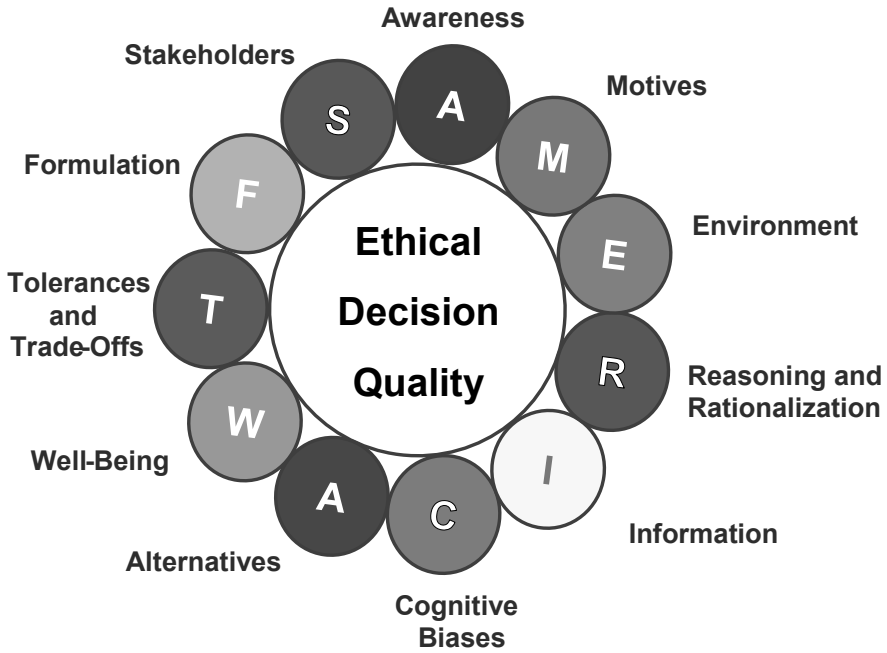 Awareness
A
Motives
M
Environment
E
Reasoning and
Rationalization
R
Information
I
Cognitive
Biases
C
Alternatives
A
Well-Being
W
Tolerances
and
Trade-Offs
T
Formulation
F
Stakeholders
S
Ethical
Decision
Quality